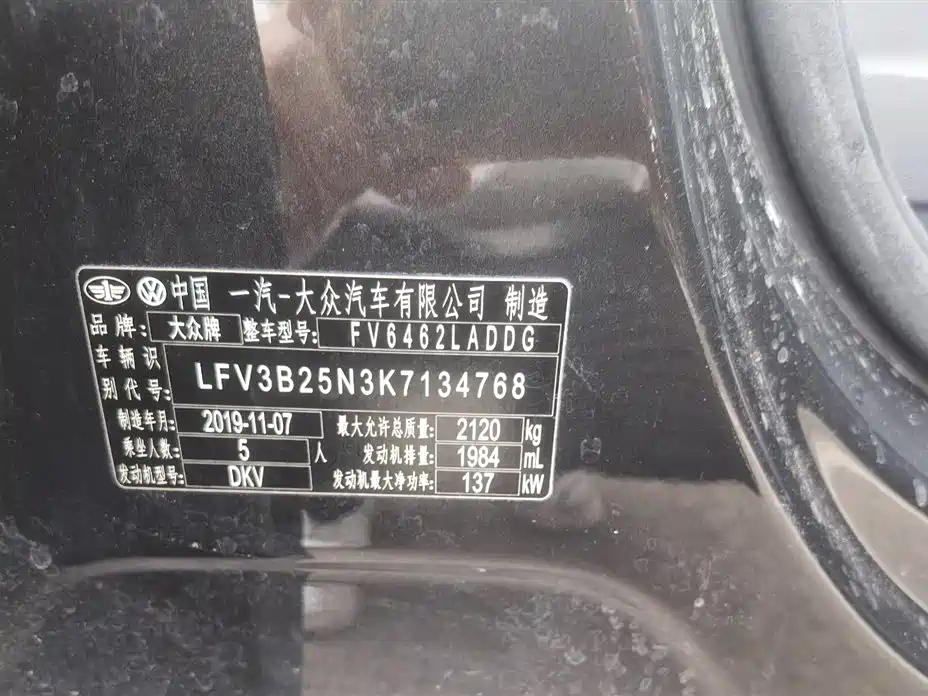 中国 一汽-大众汽车有限公司 制造
品牌: 大众牌 整车型号: FV6462LADDG
车辆识别代号: LFV3B25N3K7134768
制造年月: 2019-11-07 最大允许总质量: 2120 kg
乘坐人数: 5 人 发动机排量: 1984 mL
发动机型号: DKV 发动机最大净功率: 137 kW